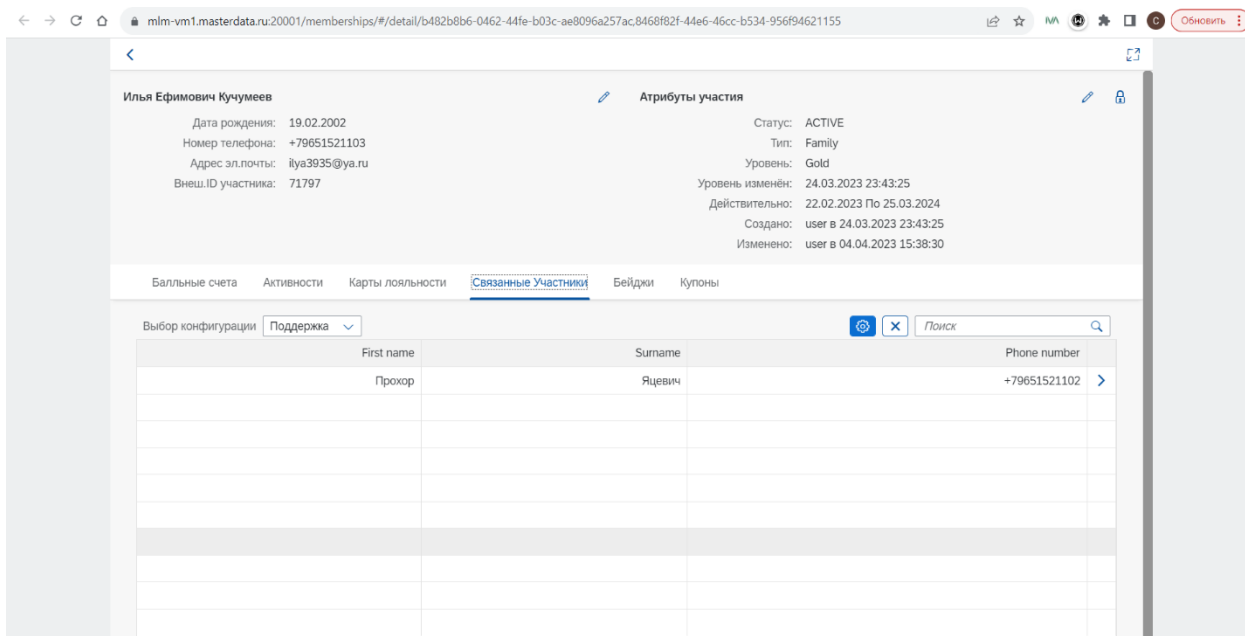 mlm-vm1.masterdata.ru:20001/memberships/#/detail/b482b8b6-0462-44fe-b03c-ae8096a257ac,8468f82f-44e6-46cc-b534-956f94621155
IVA
C
Обновить
Илья Ефимович Кучумеев
Дата рождения: 19.02.2002
Номер телефона: +79651521103
Адрес эл.почты: ilya3935@ya.ru
Внеш.ID участника: 71797
Атрибуты участия
Статус: ACTIVE
Тип: Family
Уровень: Gold
Уровень изменён: 24.03.2023 23:43:25
Действительно: 22.02.2023 По 25.03.2024
Создано: user в 24.03.2023 23:43:25
Изменено: user в 04.04.2023 15:38:30
Балльные счета Активности Карты лояльности Связанные Участники Бейджи Купоны
Выбор конфигурации Поддержка Поиск
First name Surname Phone number
Прохор Яцевич +79651521102